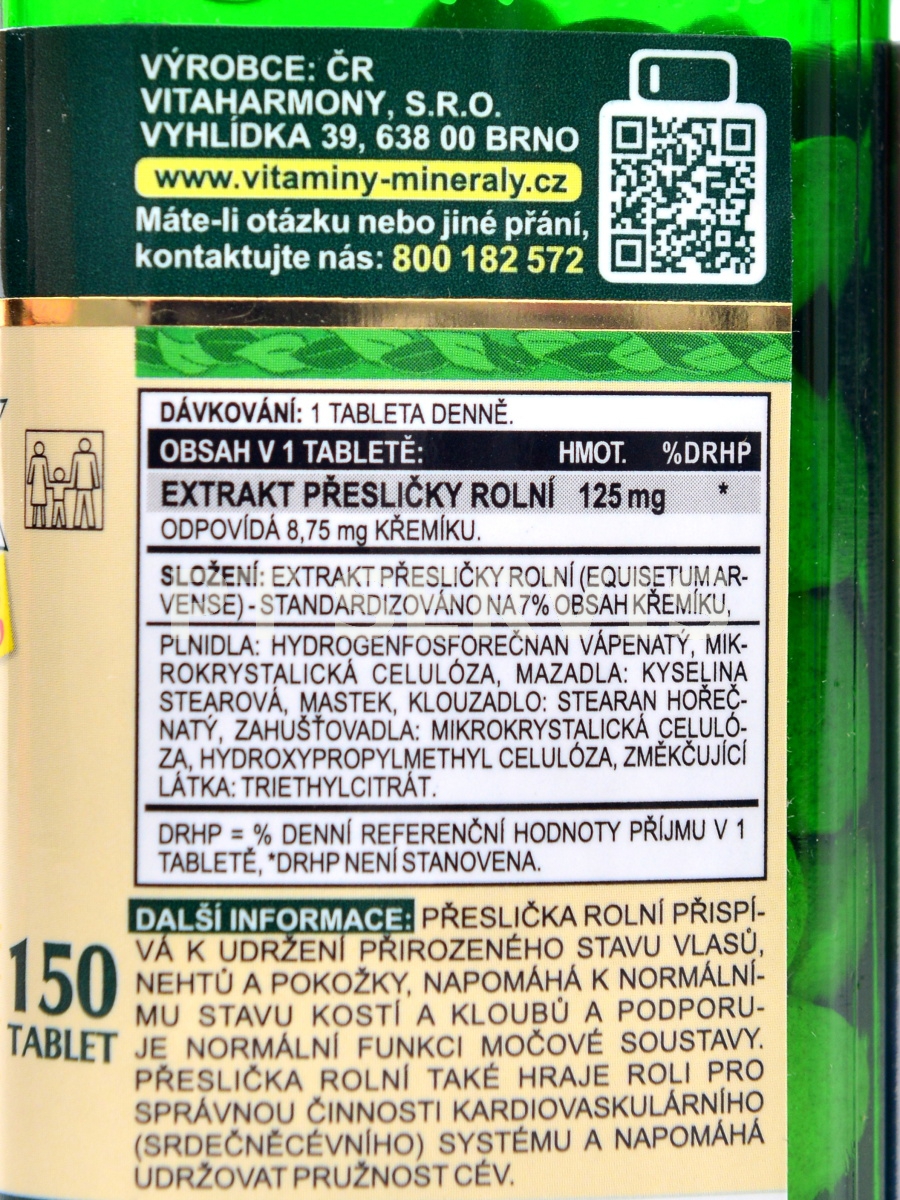 VÝROBCE: ČR
VITAHARMONY, S.R.O.
VYHLÍDKA 39, 638 00 BRNO
www.vitaminy-mineraly.cz
Máte-li otázku nebo jiné přání,
kontaktujte nás: 800 182 572
DÁVKOVÁNÍ: 1 TABLETA DENNĚ.
OBSAH V 1 TABLETĚ: HMOT. %DRHP
EXTRAKT PŘESLIČKY ROLNÍ 125 mg *
ODPOVÍDÁ 8,75 mg KŘEMÍKU.
SLOŽENÍ: EXTRAKT PŘESLIČKY ROLNÍ (EQUISETUM AR-
VENSE) - STANDARDIZOVÁNO NA 7% OBSAH KŘEMÍKU,
PLNIDLA: HYDROGENFOSFOREČNAN VÁPENATÝ, MIK-
ROKRYSTALICKÁ CELULÓZA, MAZADLA: KYSELINA
STEAROVÁ, MASTEK, KLOUZADLO: STEARAN HOŘEČ-
NATÝ, ZAHUŠŤOVADLA: MIKROKRYSTALICKÁ CELULÓ-
ZA, HYDROXYPROPYLMETHYL CELULÓZA, ZMĚKČUJÍCÍ
LÁTKA: TRIETHYLCITRÁT.
DRHP = % DENNÍ REFERENČNÍ HODNOTY PŘÍJMU V 1
TABLETĚ, *DRHP NENÍ STANOVENA.
DALŠÍ INFORMACE: PŘESLIČKA ROLNÍ PŘISPÍ-
VÁ K UDRŽENÍ PŘIROZENÉHO STAVU VLASŮ,
NEHTŮ A POKOŽKY, NAPOMÁHÁ K NORMÁLNÍ-
MU STAVU KOSTÍ A KLOUBŮ A PODPORU-
JE NORMÁLNÍ FUNKCI MOČOVÉ SOUSTAVY.
PŘESLIČKA ROLNÍ TAKÉ HRAJE ROLI PRO
SPRÁVNOU ČINNOSTI KARDIOVASKULÁRNÍHO
(SRDEČNĚCÉVNÍHO) SYSTÉMU A NAPOMÁHÁ
UDRŽOVAT PRUŽNOST CÉV.
150
TABLET